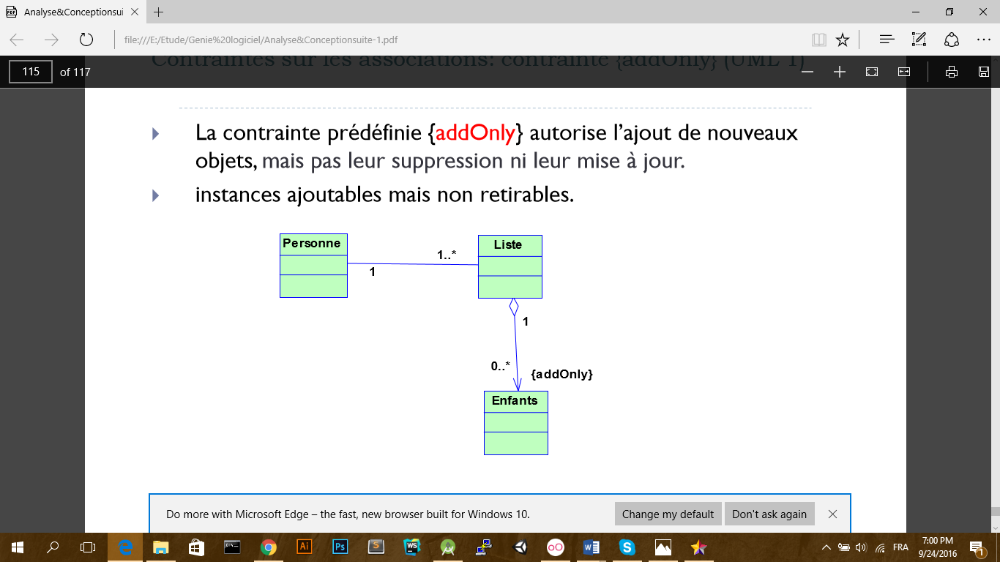 Analyse&Conceptionsui
file:///E:/Etude/Genie%20logiciel/Analyse&Conceptionsuite-1.pdf
Contraintes sur les associations: contrainte {addOnly} (UML 1)
115 of 117
La contrainte prédéfinie {addOnly} autorise l'ajout de nouveaux
objets, mais pas leur suppression ni leur mise à jour.
instances ajoutables mais non retirables.
Personne
Liste
1..*
1
1
0..*
{addOnly}
Enfants
Do more with Microsoft Edge – the fast, new browser built for Windows 10.
Change my default
Don't ask again
Ai
Ps
S
WS
W
S
FRA
7:00 PM
9/24/2016
1